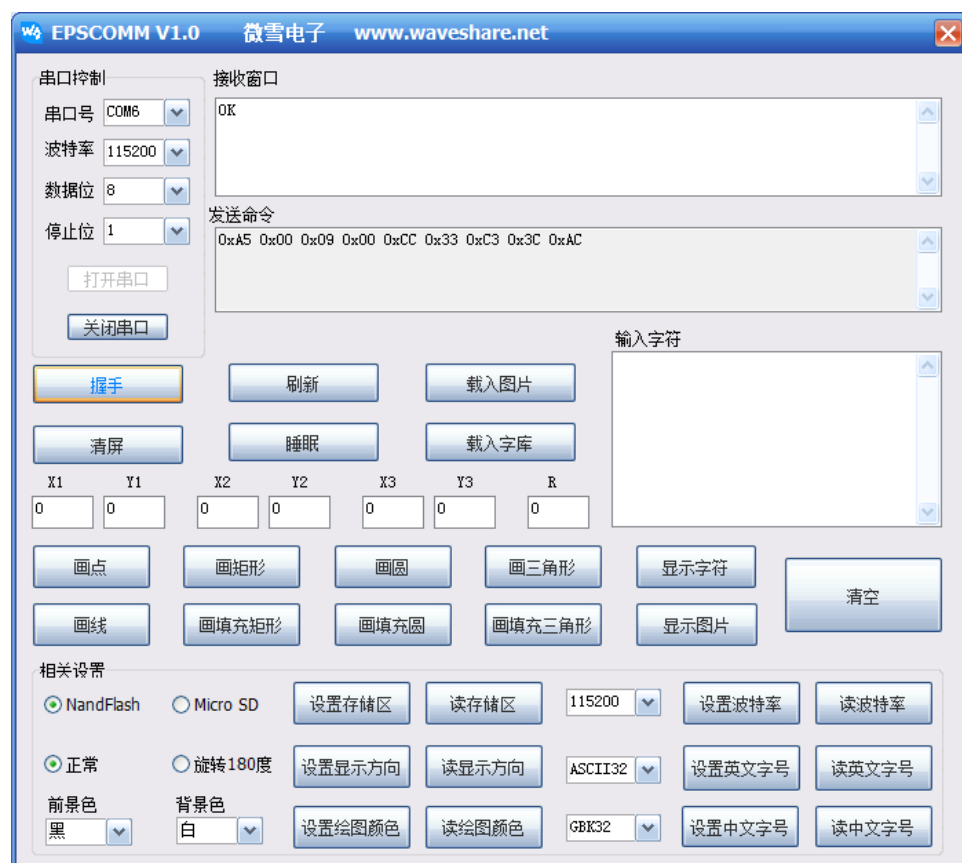 EPSCOMM V1.0 微雪电子 www.waveshare.net
串口控制
串口号 COM6
波特率 115200
数据位 8
停止位 1
打开串口
关闭串口
接收窗口
OK
发送命令
0xA5 0x00 0x09 0x00 0xCC 0x33 0xC3 0x3C 0xAC
输入字符
握手 刷新 载入图片
清屏 睡眠 载入字库
X1 Y1 X2 Y2 X3 Y3 R
0 0 0 0 0 0 0
画点 画矩形 画圆 画三角形 显示字符
清空
画线 画填充矩形 画填充圆 画填充三角形 显示图片
相关设置
NandFlash Micro SD 设置存储区 读存储区 115200 设置波特率 读波特率
正常 旋转180度 设置显示方向 读显示方向 ASCII32 设置英文字号 读英文字号
前景色 背景色
黑 白 设置绘图颜色 读绘图颜色 GBK32 设置中文字号 读中文字号